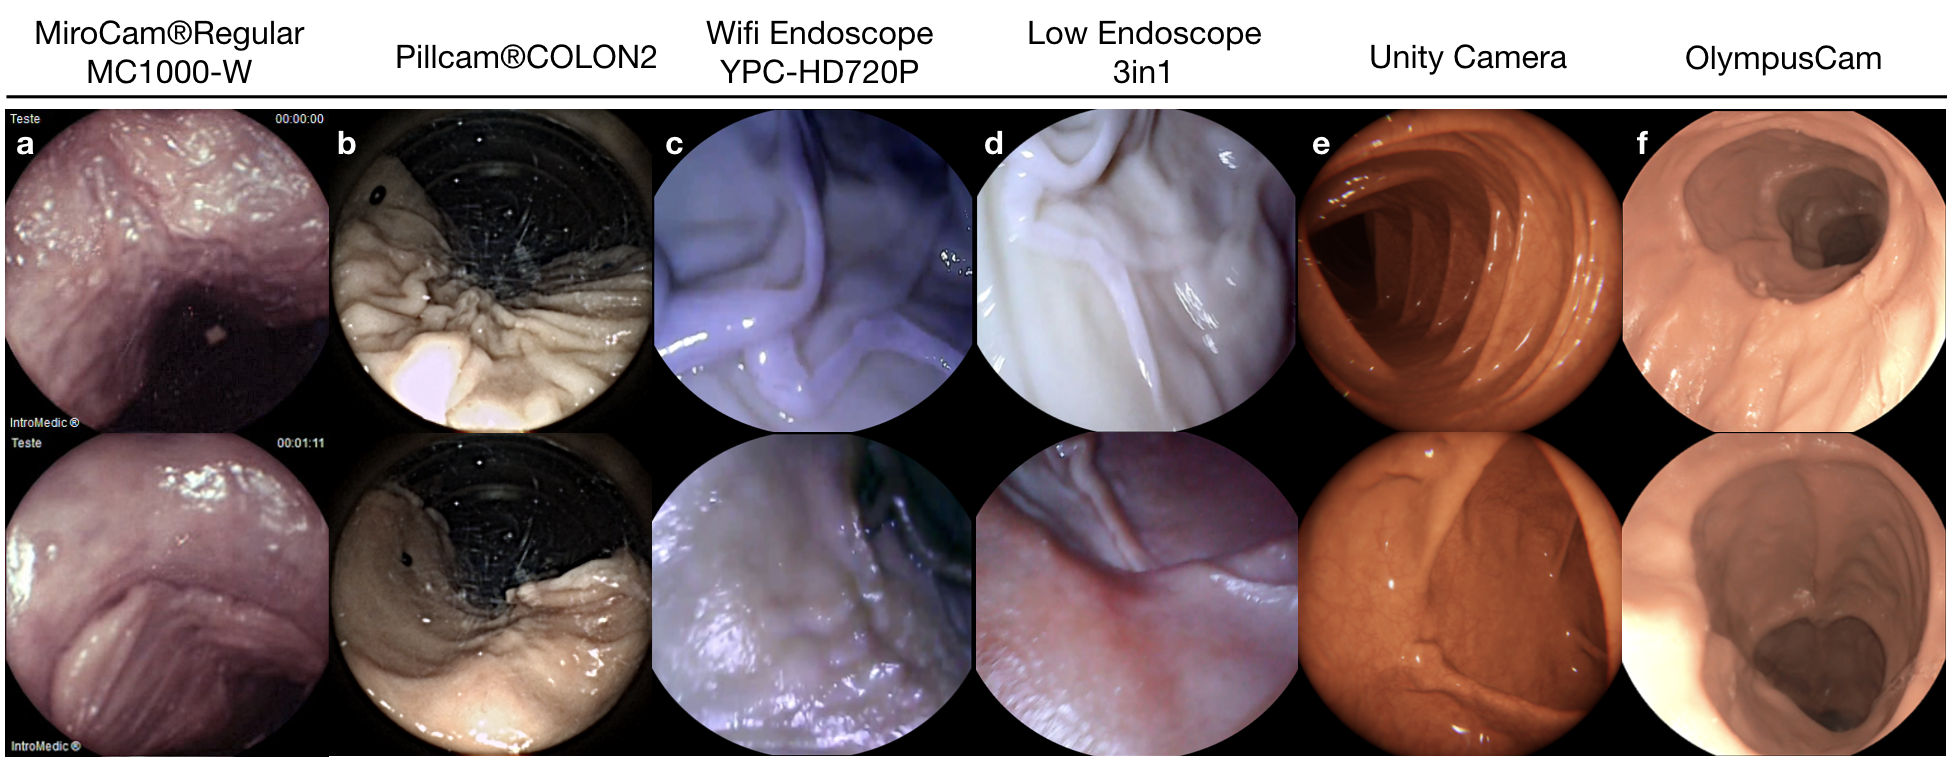 MiroCam®Regular
MC1000-W
Pillcam®COLON2
Wifi Endoscope
YPC-HD720P
Low Endoscope
3in1
Unity Camera
OlympusCam
Teste 00:00:00
a
b
c
d
e
f
IntroMedic ®
Teste 00:01:11
IntroMedic ®